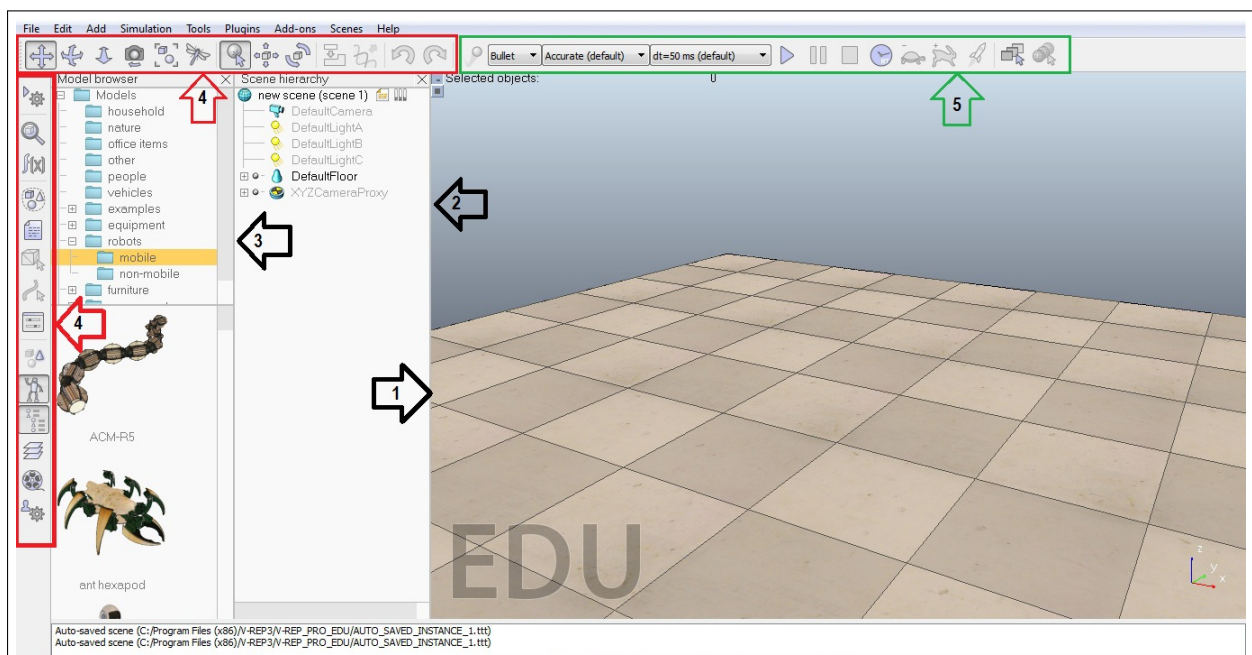 File Edit Add Simulation Tools Plugins Add-ons Scenes Help
Bullet Accurate (default) dt=50 ms (default)
Model browser
Models
household
nature
office items
other
people
vehicles
examples
equipment
robots
mobile
non-mobile
furniture
ACM-R5
ant hexapod
Scene hierarchy
new scene (scene 1)
DefaultCamera
DefaultLightA
DefaultLightB
DefaultLightC
DefaultFloor
XYZCameraProxy
Selected objects: 0
f(x)
4
5
2
3
4
1
EDU
z
y
x
Auto-saved scene (C:/Program Files (x86)/V-REP3/V-REP_PRO_EDU/AUTO_SAVED_INSTANCE_1.ttt)
Auto-saved scene (C:/Program Files (x86)/V-REP3/V-REP_PRO_EDU/AUTO_SAVED_INSTANCE_1.ttt)